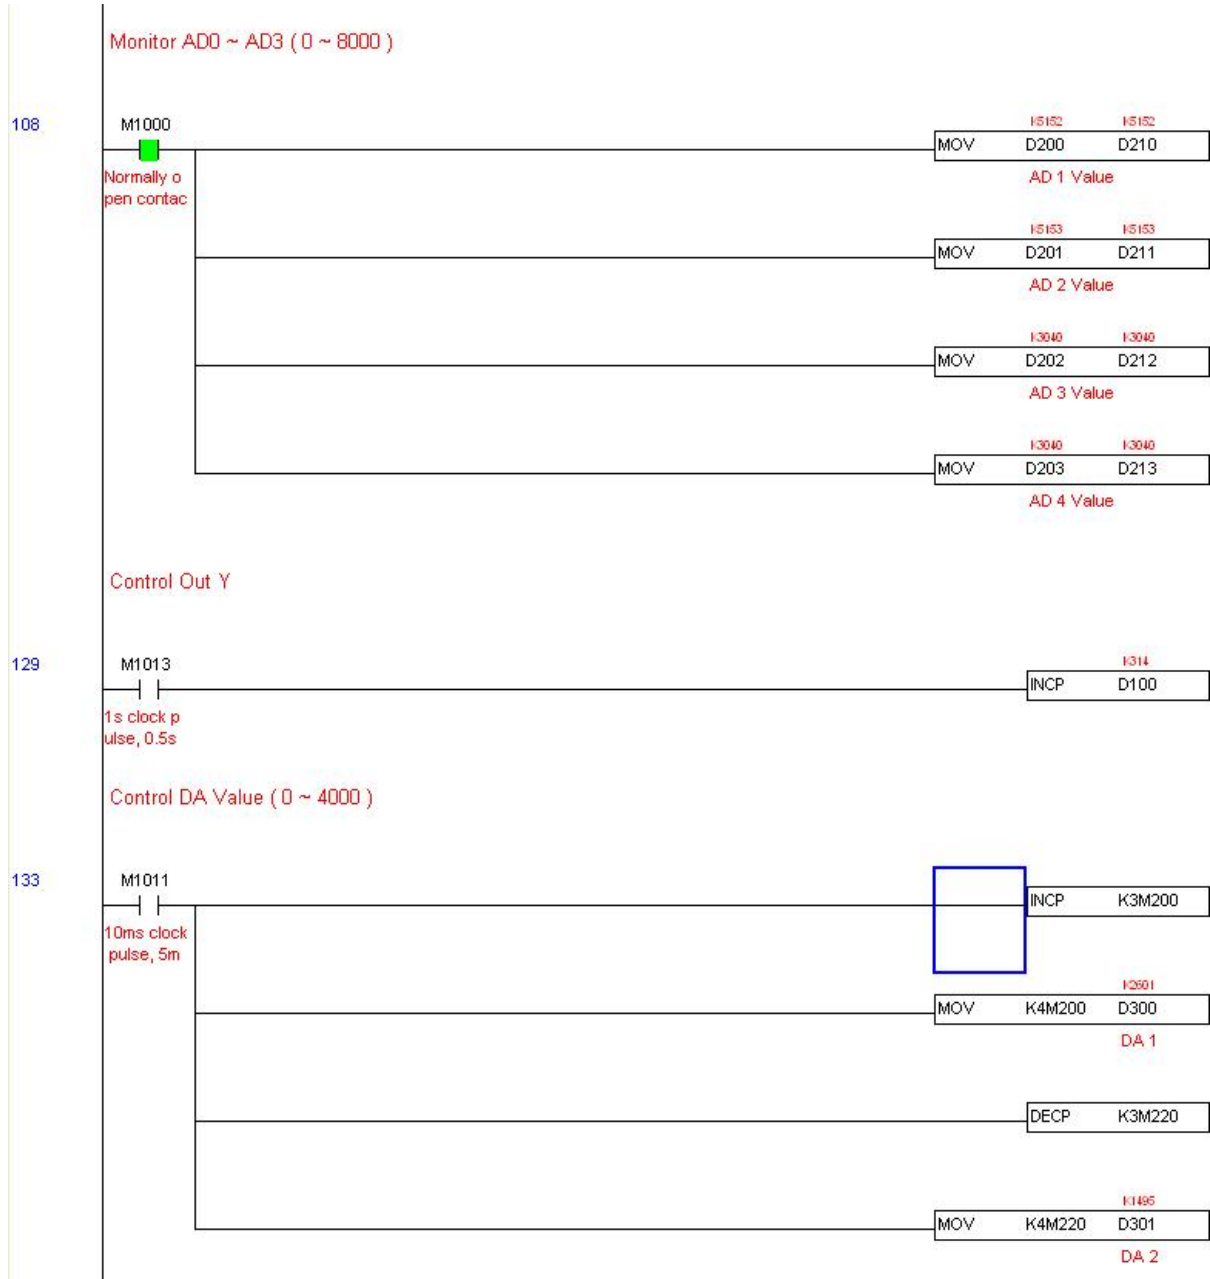 Monitor AD0 ~ AD3 ( 0 ~ 8000 )
108 M1000 K5152 K5152
MOV D200 D210
Normally o
pen contac
AD 1 Value
K5153 K5153
MOV D201 D211
AD 2 Value
K3040 K3040
MOV D202 D212
AD 3 Value
K3040 K3040
MOV D203 D213
AD 4 Value
Control Out Y
129 M1013 K314
INCP D100
1s clock p
ulse, 0.5s
Control DA Value ( 0 ~ 4000 )
133 M1011
INCP K3M200
10ms clock
pulse, 5m
K2601
MOV K4M200 D300
DA 1
DECP K3M220
K1495
MOV K4M220 D301
DA 2